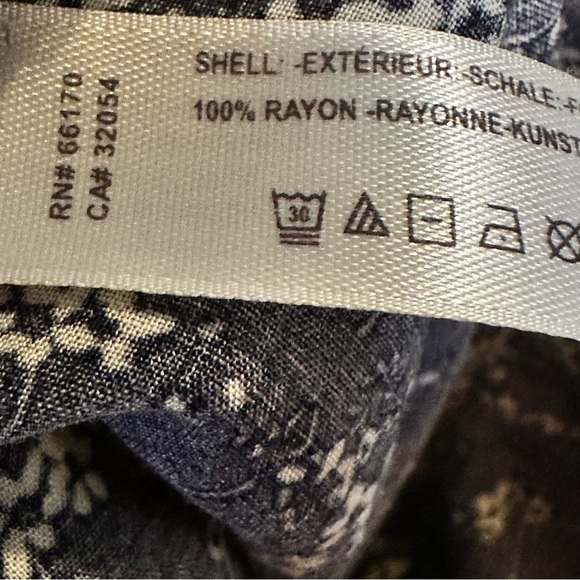 RN# 66170
CA# 32054
SHELL: -EXTÉRIEUR:-SCHALE:-F
100% RAYON -RAYONNE-KUNST
30